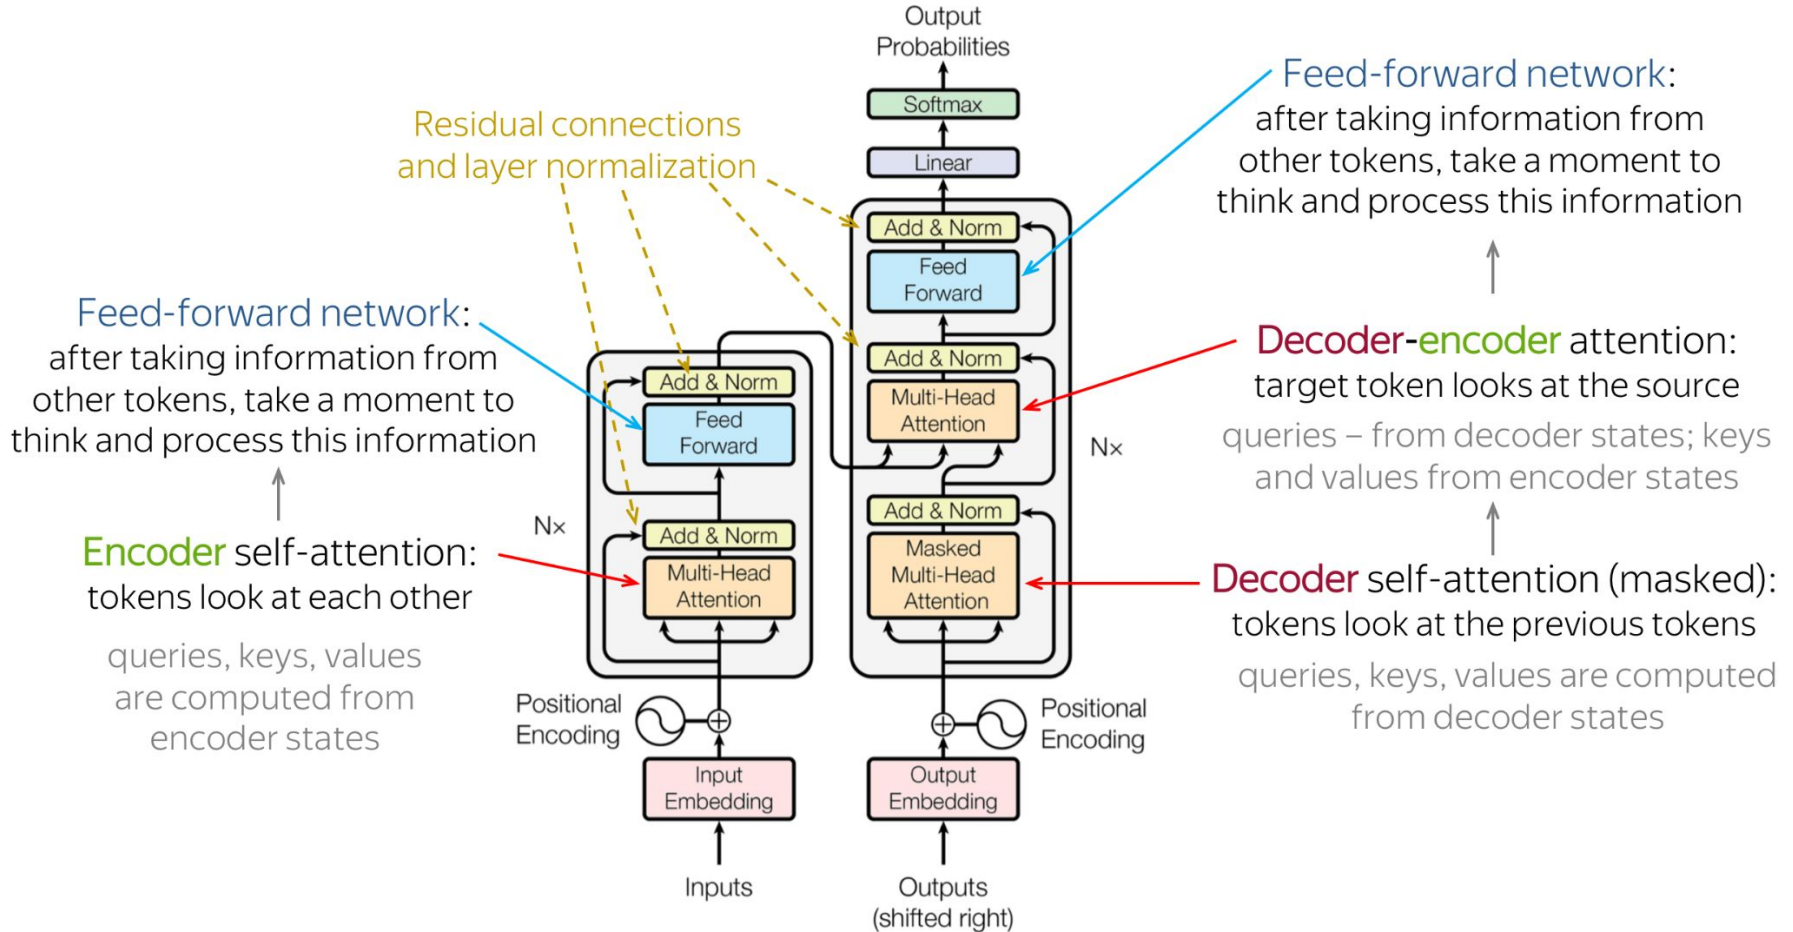 Output
Probabilities
Softmax
Linear
Add & Norm
Feed
Forward
Add & Norm
Multi-Head
Attention
Add & Norm
Masked
Multi-Head
Attention
Nx
Positional
Encoding
Output
Embedding
Outputs
(shifted right)
Residual connections
and layer normalization
Feed-forward network:
after taking information from
other tokens, take a moment to
think and process this information
Encoder self-attention:
tokens look at each other
queries, keys, values
are computed from
encoder states
Add & Norm
Feed
Forward
Nx
Add & Norm
Multi-Head
Attention
Positional
Encoding
Input
Embedding
Inputs
Feed-forward network:
after taking information from
other tokens, take a moment to
think and process this information
Decoder-encoder attention:
target token looks at the source
queries – from decoder states; keys
and values from encoder states
Decoder self-attention (masked):
tokens look at the previous tokens
queries, keys, values are computed
from decoder states